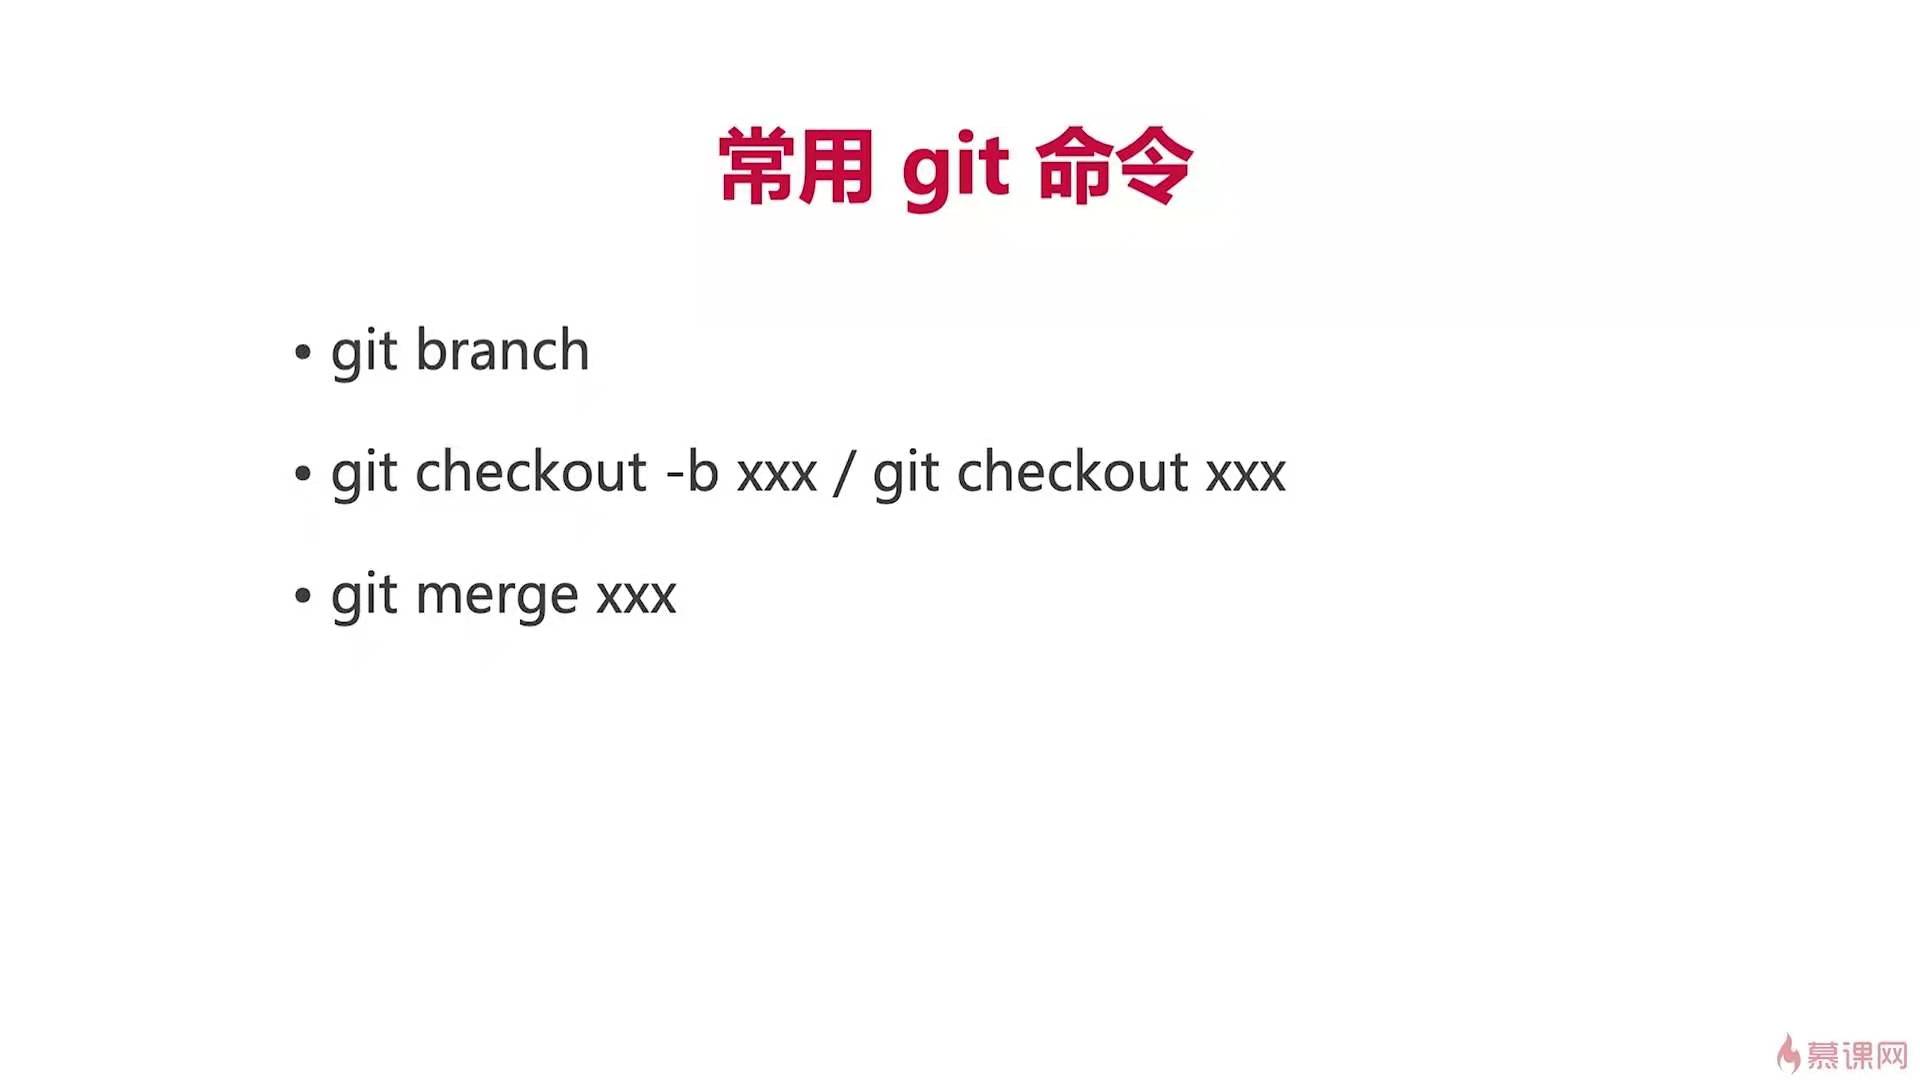 常用 git 命令
• git branch
• git checkout -b xxx / git checkout xxx
• git merge xxx
慕课网